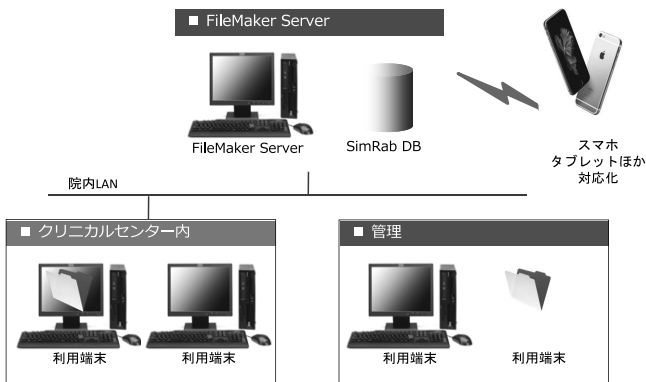 ■ FileMaker Server
FileMaker Server
SimRab DB
スマホ
タブレットほか
対応化
院内LAN
■ クリニカルセンター内
■ 管理
利用端末
利用端末
利用端末
利用端末